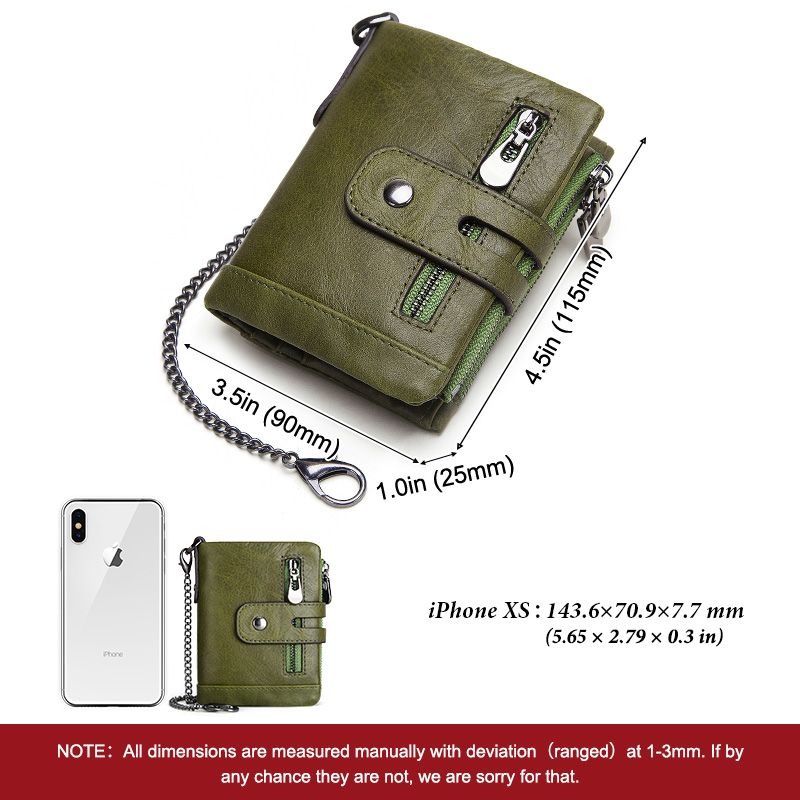 4.5in (115mm)
3.5in (90mm)
1.0in (25mm)
iPhone
iPhone XS : 143.6×70.9×7.7 mm
(5.65 × 2.79 × 0.3 in)
NOTE： All dimensions are measured manually with deviation（ranged）at 1-3mm. If by
any chance they are not, we are sorry for that.